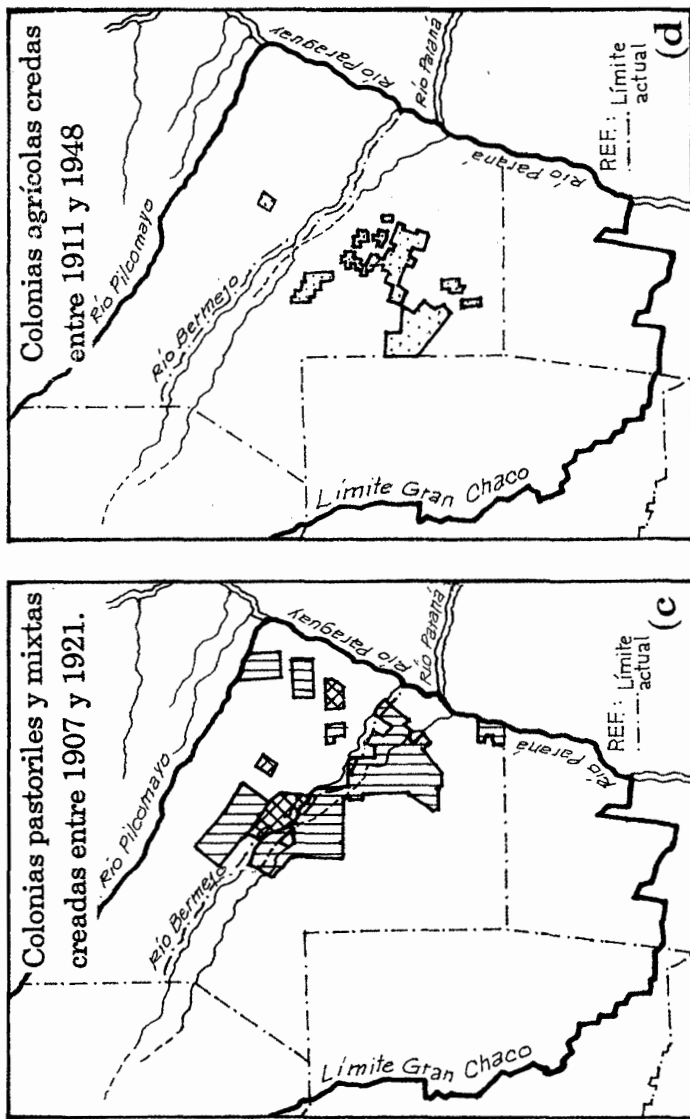 Colonias pastoriles y mixtas
creadas entre 1907 y 1921.
Río Pilcomayo
Río Bermejo
Río Paraguay
Río Paraná
Río Paraná
Límite Gran Chaco
REF.: Límite
actual
(c
Colonias agrícolas credas
entre 1911 y 1948
Río Pilcomayo
Río Bermejo
Río Paraguay
Río Paraná
Río Paraná
Límite Gran Chaco
REF.: Límite
actual
(d